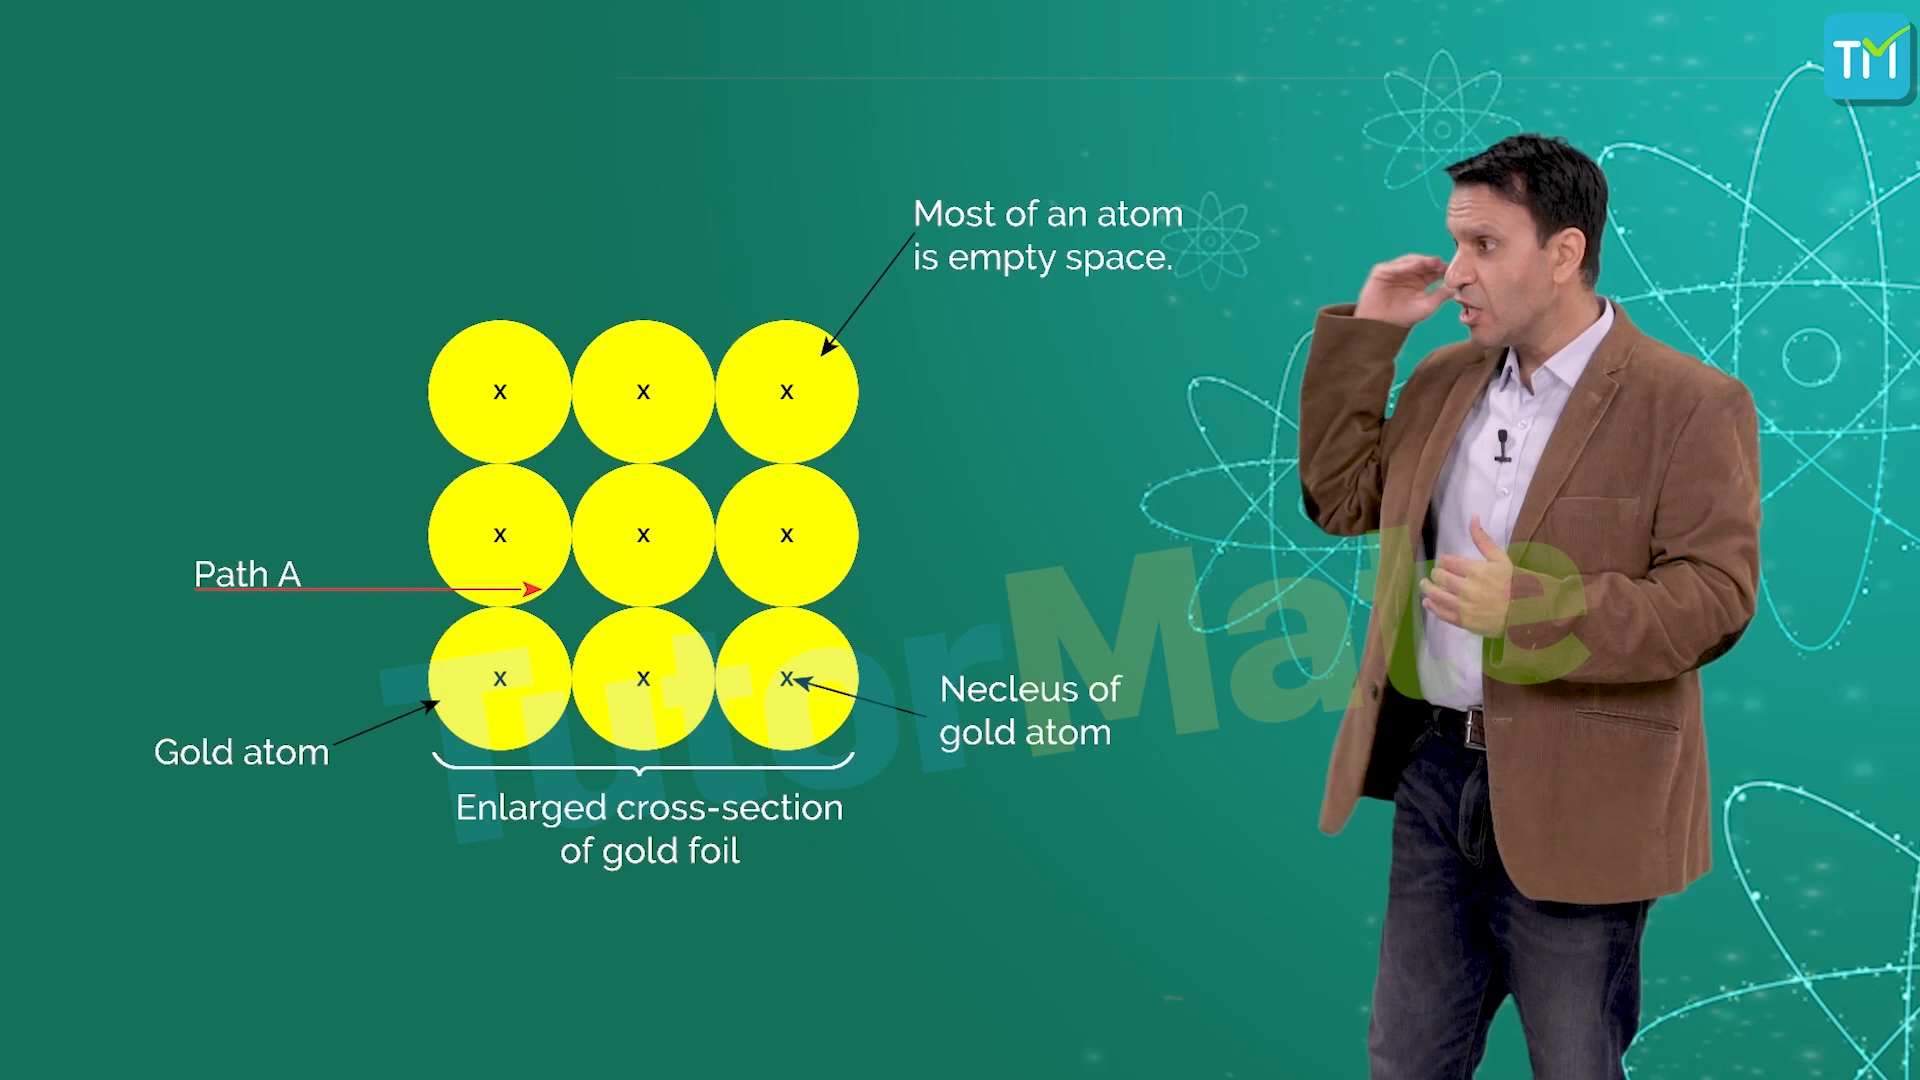 TM
Most of an atom
is empty space.
x x x
x x x
Path A
x x x
Necleus of
gold atom
Gold atom
Enlarged cross-section
of gold foil
TutorMate